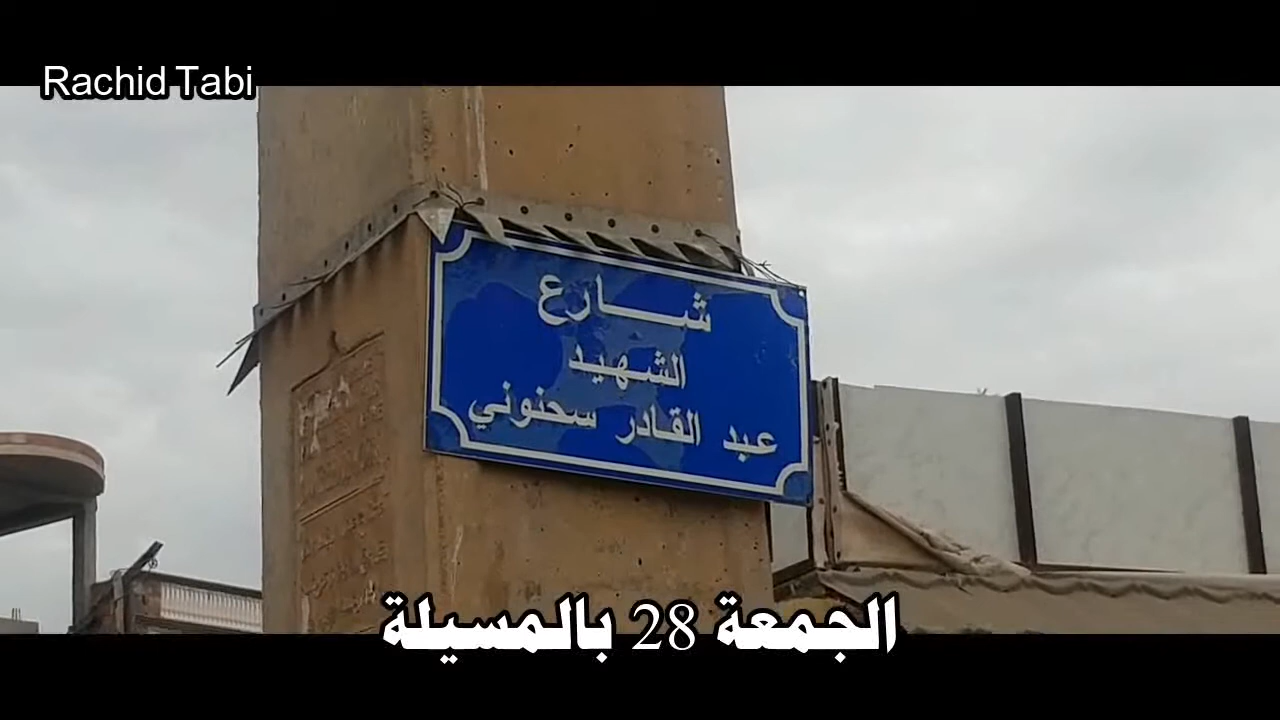 Rachid Tabi
شارع
الشهيد
عبد القادر سحنوني
الجمعة 28 بالمسيلة